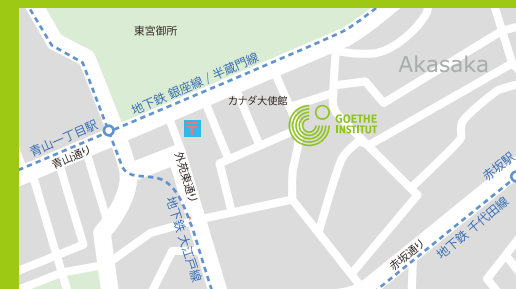 東宮御所
地下鉄 銀座線 / 半蔵門線
Akasaka
カナダ大使館
GOETHE
INSTITUT
青山一丁目駅
青山通り
〒
外苑東通り
赤坂駅
地下鉄 大江戸線
赤坂通り
地下鉄 千代田線